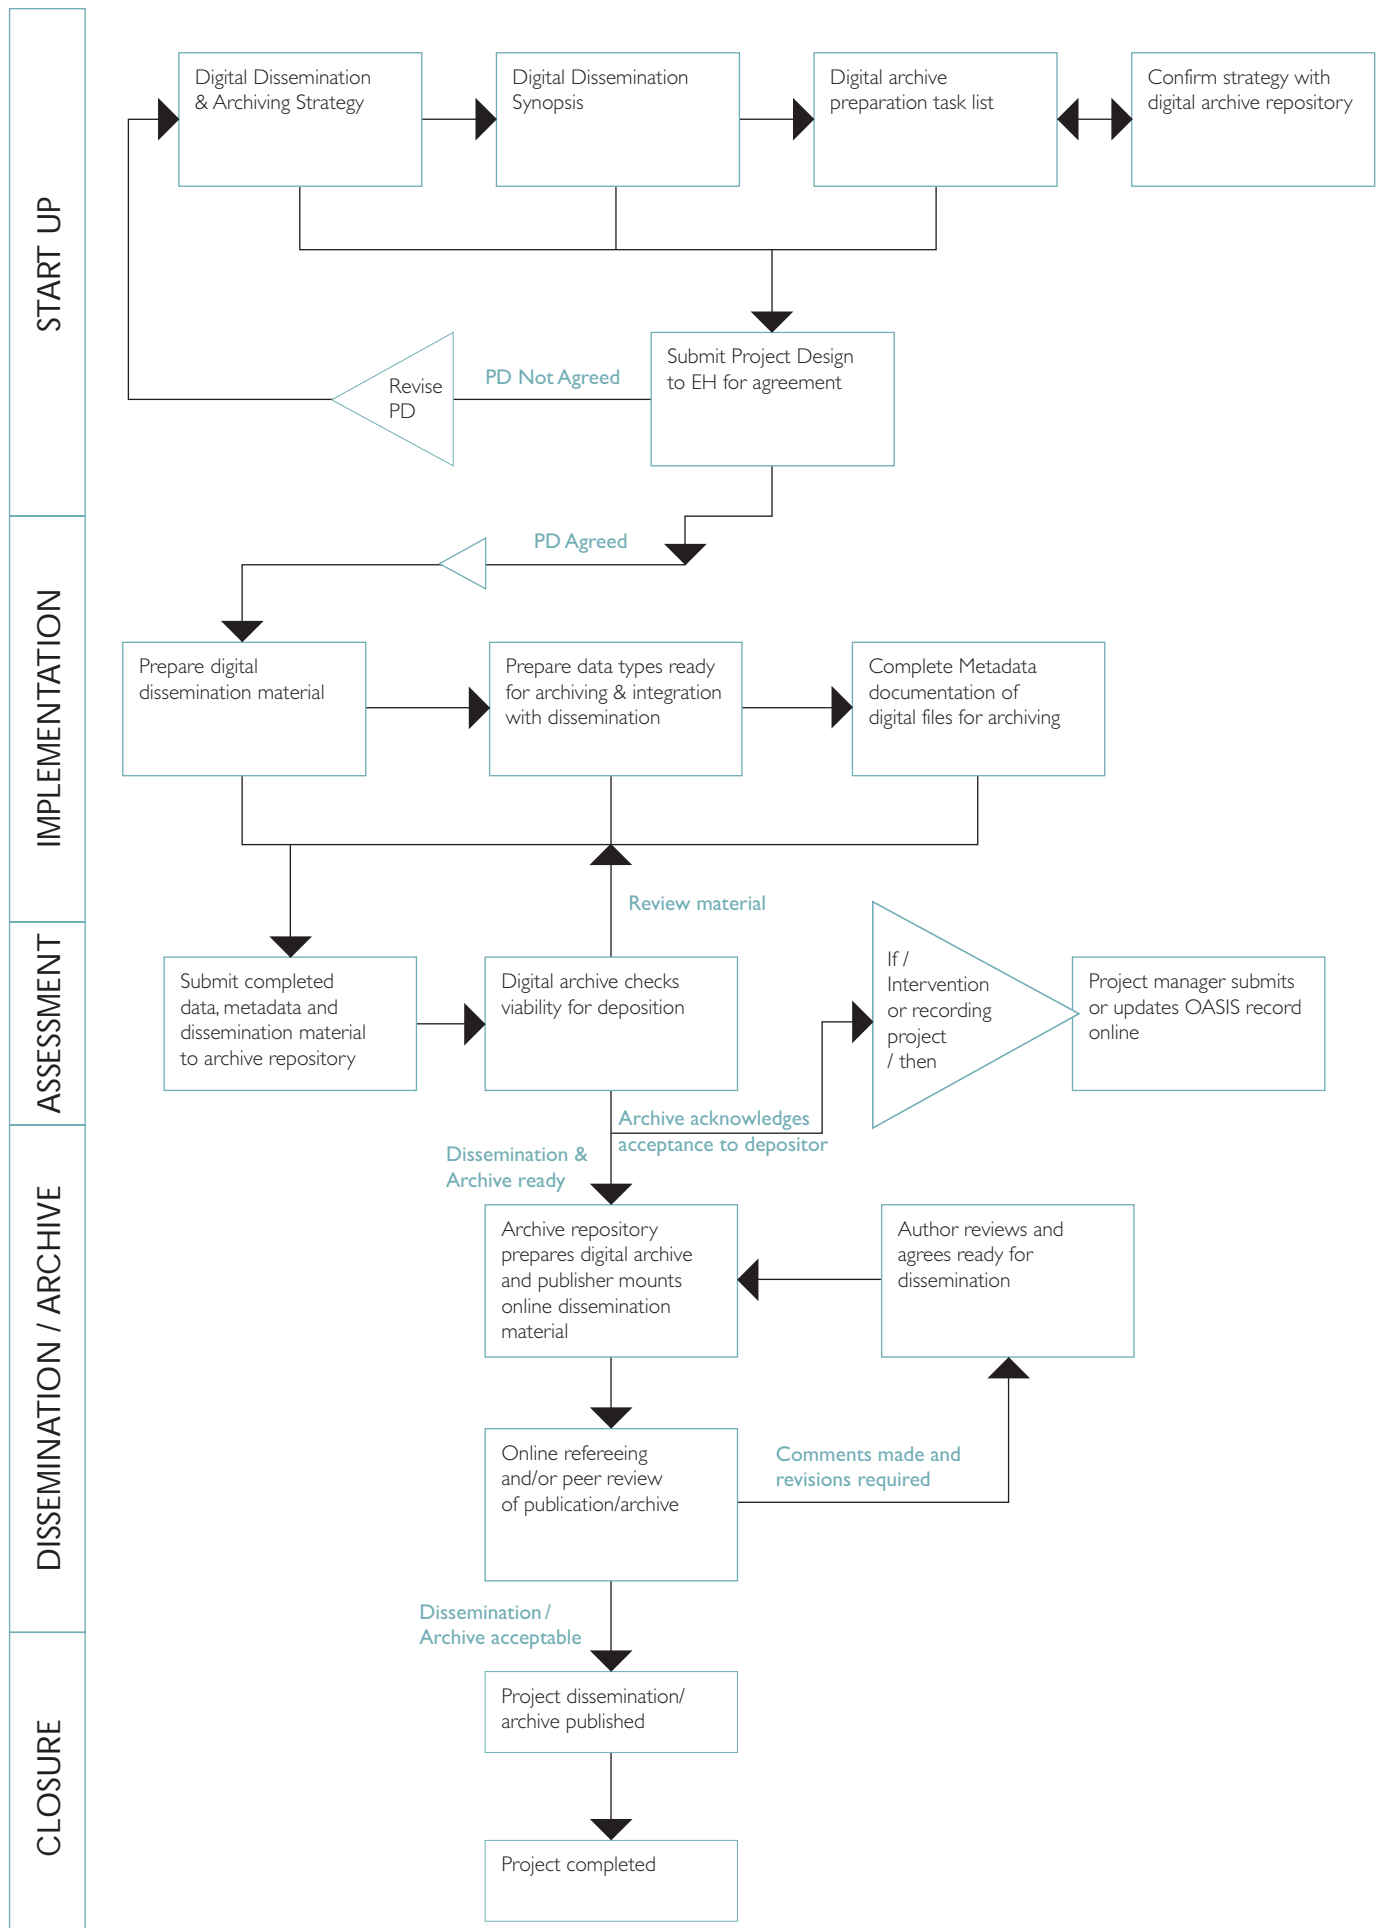 START UP
Digital Dissemination
& Archiving Strategy
Digital Dissemination
Synopsis
Digital archive
preparation task list
Confirm strategy with
digital archive repository
Submit Project Design
to EH for agreement
PD Not Agreed
Revise
PD
IMPLEMENTATION
PD Agreed
Prepare digital
dissemination material
Prepare data types ready
for archiving & integration
with dissemination
Complete Metadata
documentation of
digital files for archiving
Review material
ASSESSMENT
Submit completed
data, metadata and
dissemination material
to archive repository
Digital archive checks
viability for deposition
If /
Intervention
or recording
project
/ then
Project manager submits
or updates OASIS record
online
Archive acknowledges
acceptance to depositor
DISSEMINATION / ARCHIVE
Dissemination &
Archive ready
Archive repository
prepares digital archive
and publisher mounts
online dissemination
material
Author reviews and
agrees ready for
dissemination
Online refereeing
and/or peer review
of publication/archive
Comments made and
revisions required
Dissemination /
Archive acceptable
CLOSURE
Project dissemination/
archive published
Project completed